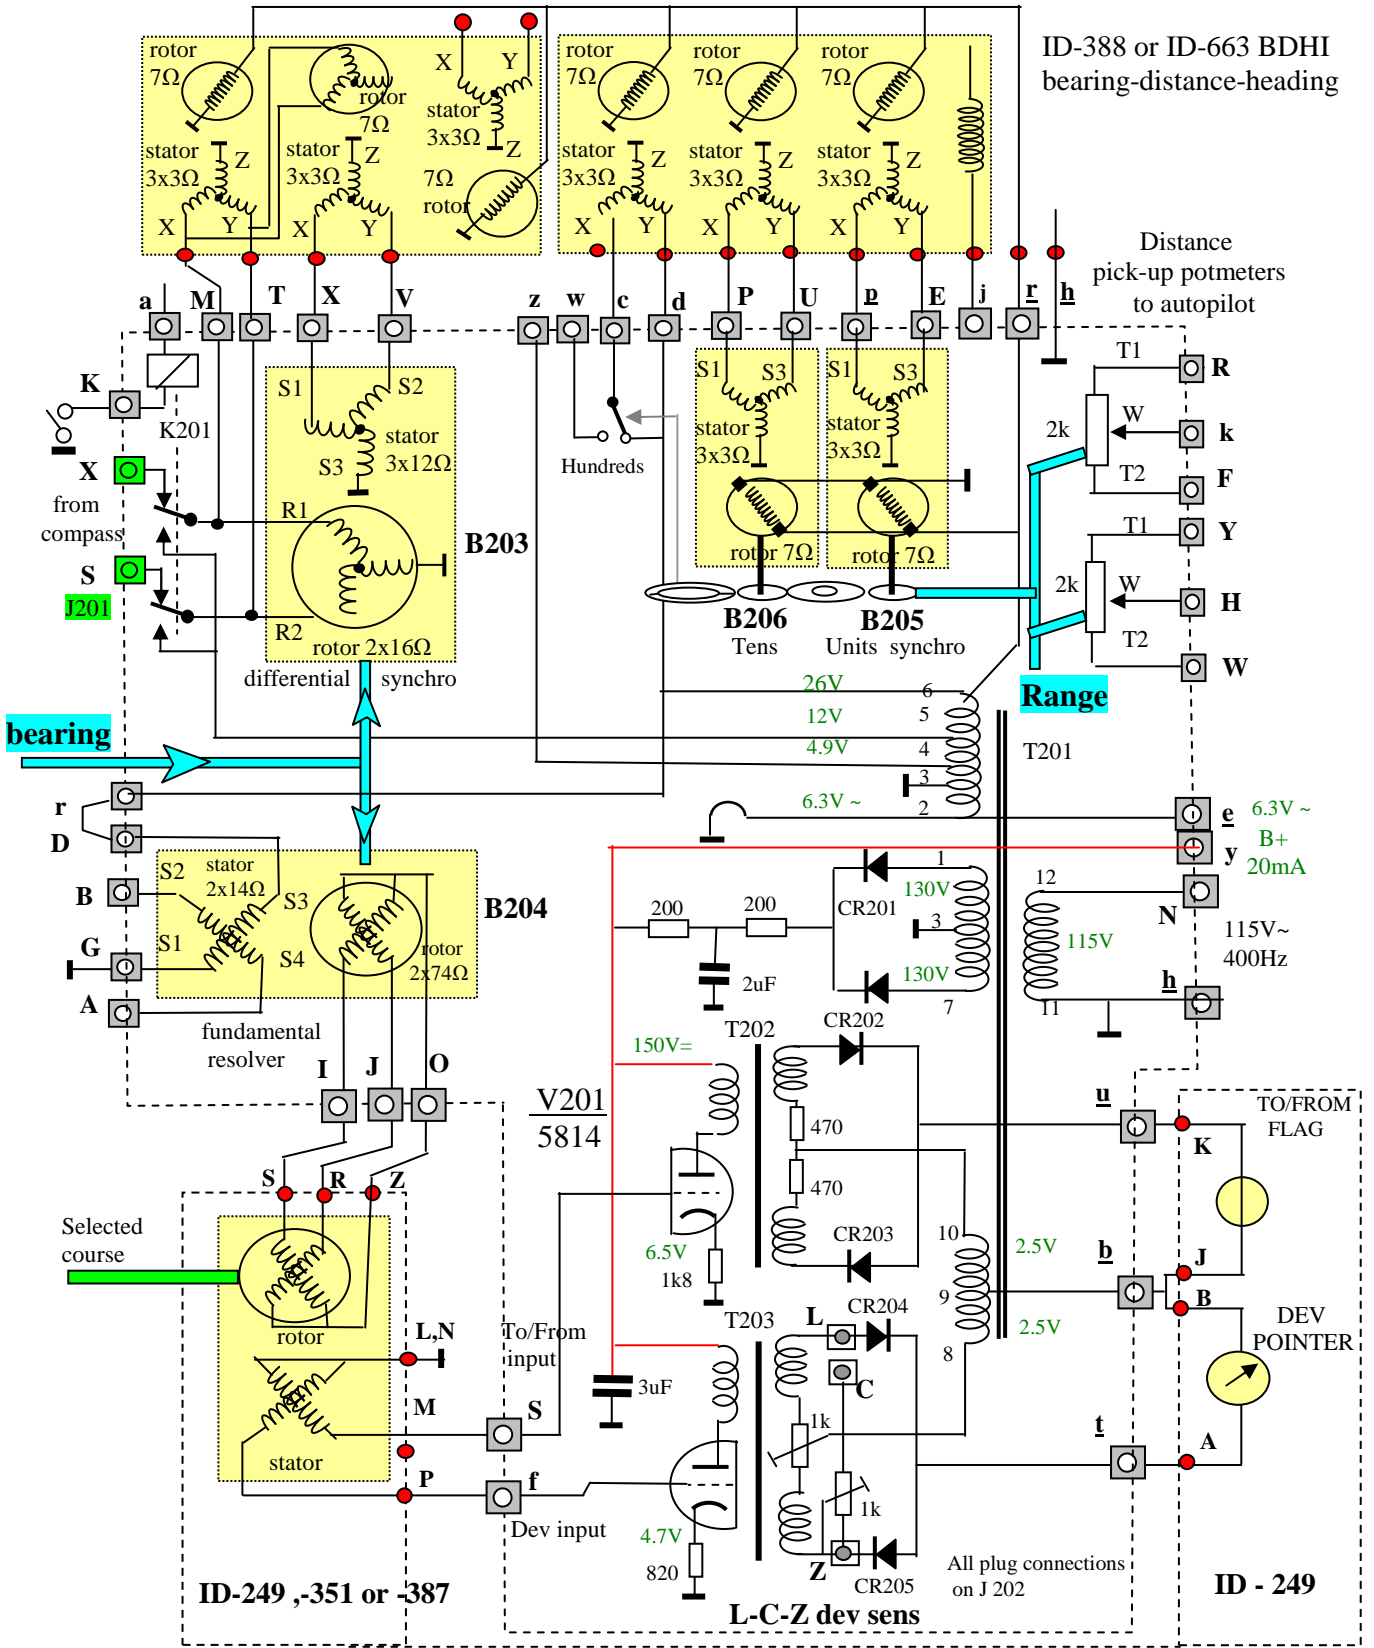 ID-388 or ID-663 BDHI
bearing-distance-heading
rotor
7Ω
rotor
7Ω
X
Y
stator
3x3Ω
Z
7Ω
rotor
stator
3x3Ω
Z
X
Y
stator
3x3Ω
Z
X
Y
rotor
7Ω
rotor
7Ω
rotor
7Ω
stator
3x3Ω
Z
X
Y
stator
3x3Ω
Z
X
Y
stator
3x3Ω
Z
X
Y
Distance
pick-up potmeters
to autopilot
a
M
T
X
V
z
w
c
d
P
U
p
E
j
r
h
K
K201
X
from
compass
S
J201
S1
S2
S3
stator
3x12Ω
R1
R2
rotor 2x16Ω
B203
differential synchro
Hundreds
S1
S3
stator
3x3Ω
rotor 7Ω
S1
S3
stator
3x3Ω
rotor 7Ω
B206
Tens
B205
Units synchro
T1
R
2k
W
k
T2
F
T1
Y
2k
W
H
T2
W
Range
bearing
26V
6
12V
5
4.9V
4
3
6.3V ~
2
T201
r
D
B
G
A
S2
stator
2x14Ω
S3
S1
S4
rotor
2x74Ω
B204
fundamental
resolver
e
6.3V ~
y
B+
20mA
1
130V
CR201
3
130V
7
200
200
2uF
12
N
115V
115V~
400Hz
h
11
I
J
O
T202
CR202
150V=
V201
5814
470
470
CR203
6.5V
1k8
10
2.5V
9
2.5V
8
u
TO/FROM
FLAG
K
b
J
B
DEV
POINTER
t
A
S
R
Z
Selected
course
rotor
L,N
To/From
input
M
S
stator
P
f
Dev input
T203
L
CR204
C
3uF
1k
1k
4.7V
820
Z
CR205
All plug connections
on J 202
ID-249 ,-351 or -387
L-C-Z dev sens
ID - 249